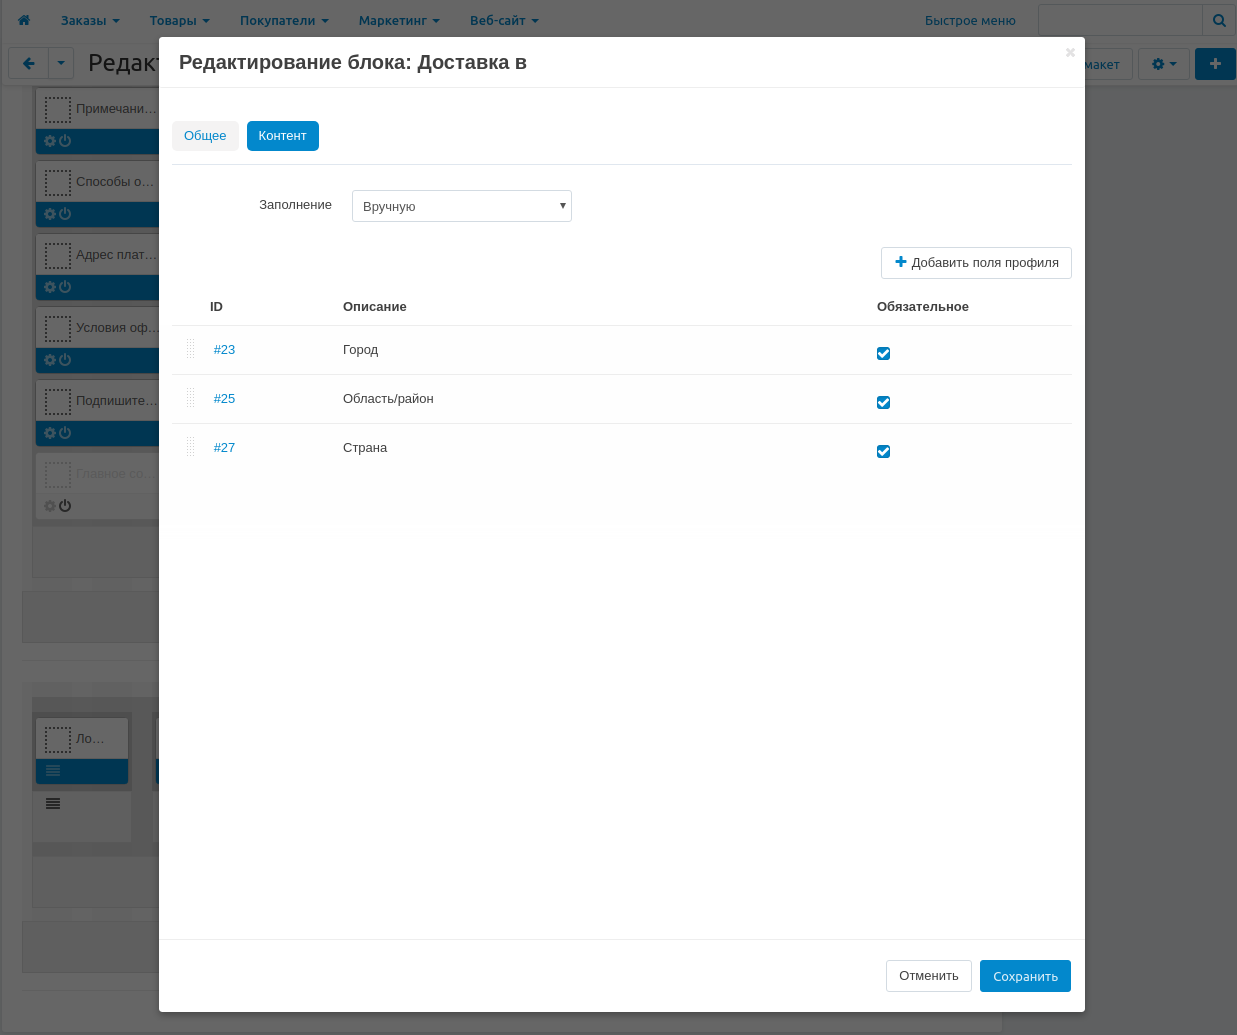 Заказы Товары Покупатели Маркетинг Веб-сайт Быстрое меню
Редакт
макет
Редактирование блока: Доставка в
Общее Контент
Заполнение Вручную
Добавить поля профиля
ID Описание Обязательное
#23 Город
#25 Область/район
#27 Страна
Отменить Сохранить
Примечани...
Способы о...
Адрес плат...
Условия оф...
Подпишите...
Главное со...
Ло...